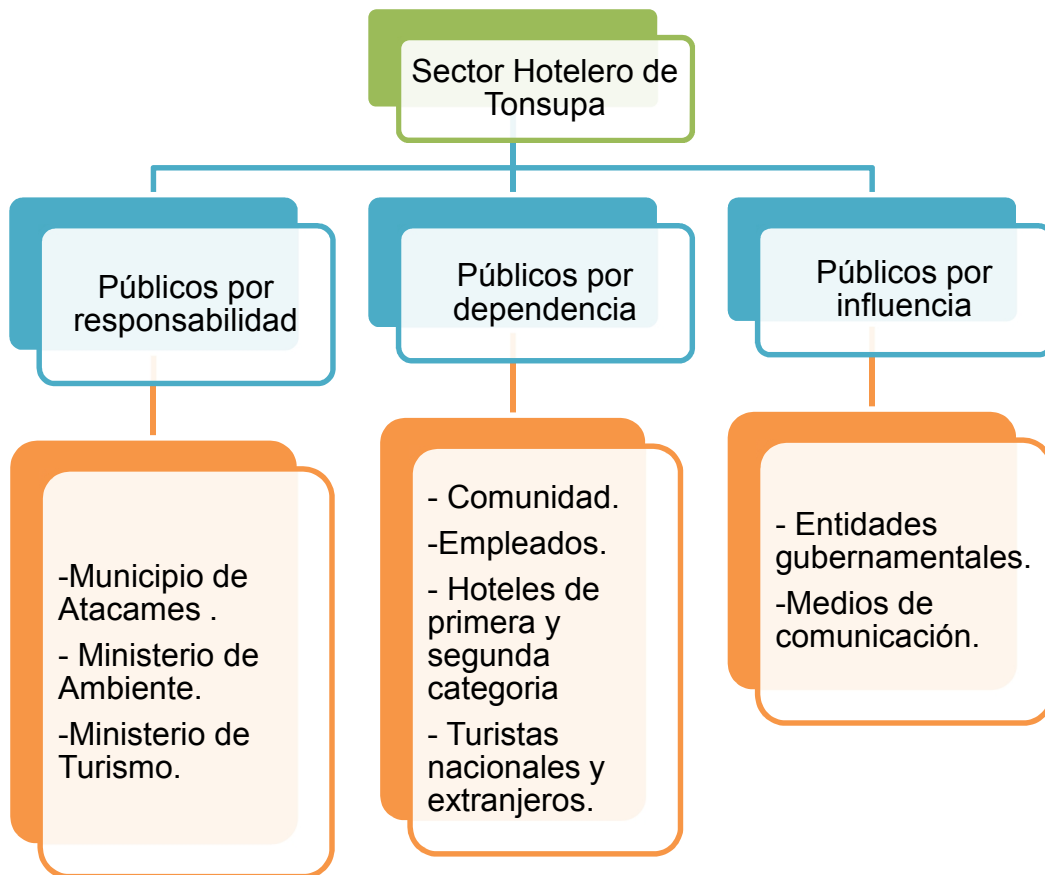 Sector Hotelero de
Tonsupa
Públicos por
responsabilidad
Públicos por
dependencia
Públicos por
influencia
-Municipio de
Atacames .
- Ministerio de
Ambiente.
-Ministerio de
Turismo.
- Comunidad.
-Empleados.
- Hoteles de
primera y
segunda
categoria
- Turistas
nacionales y
extranjeros.
- Entidades
gubernamentales.
-Medios de
comunicación.